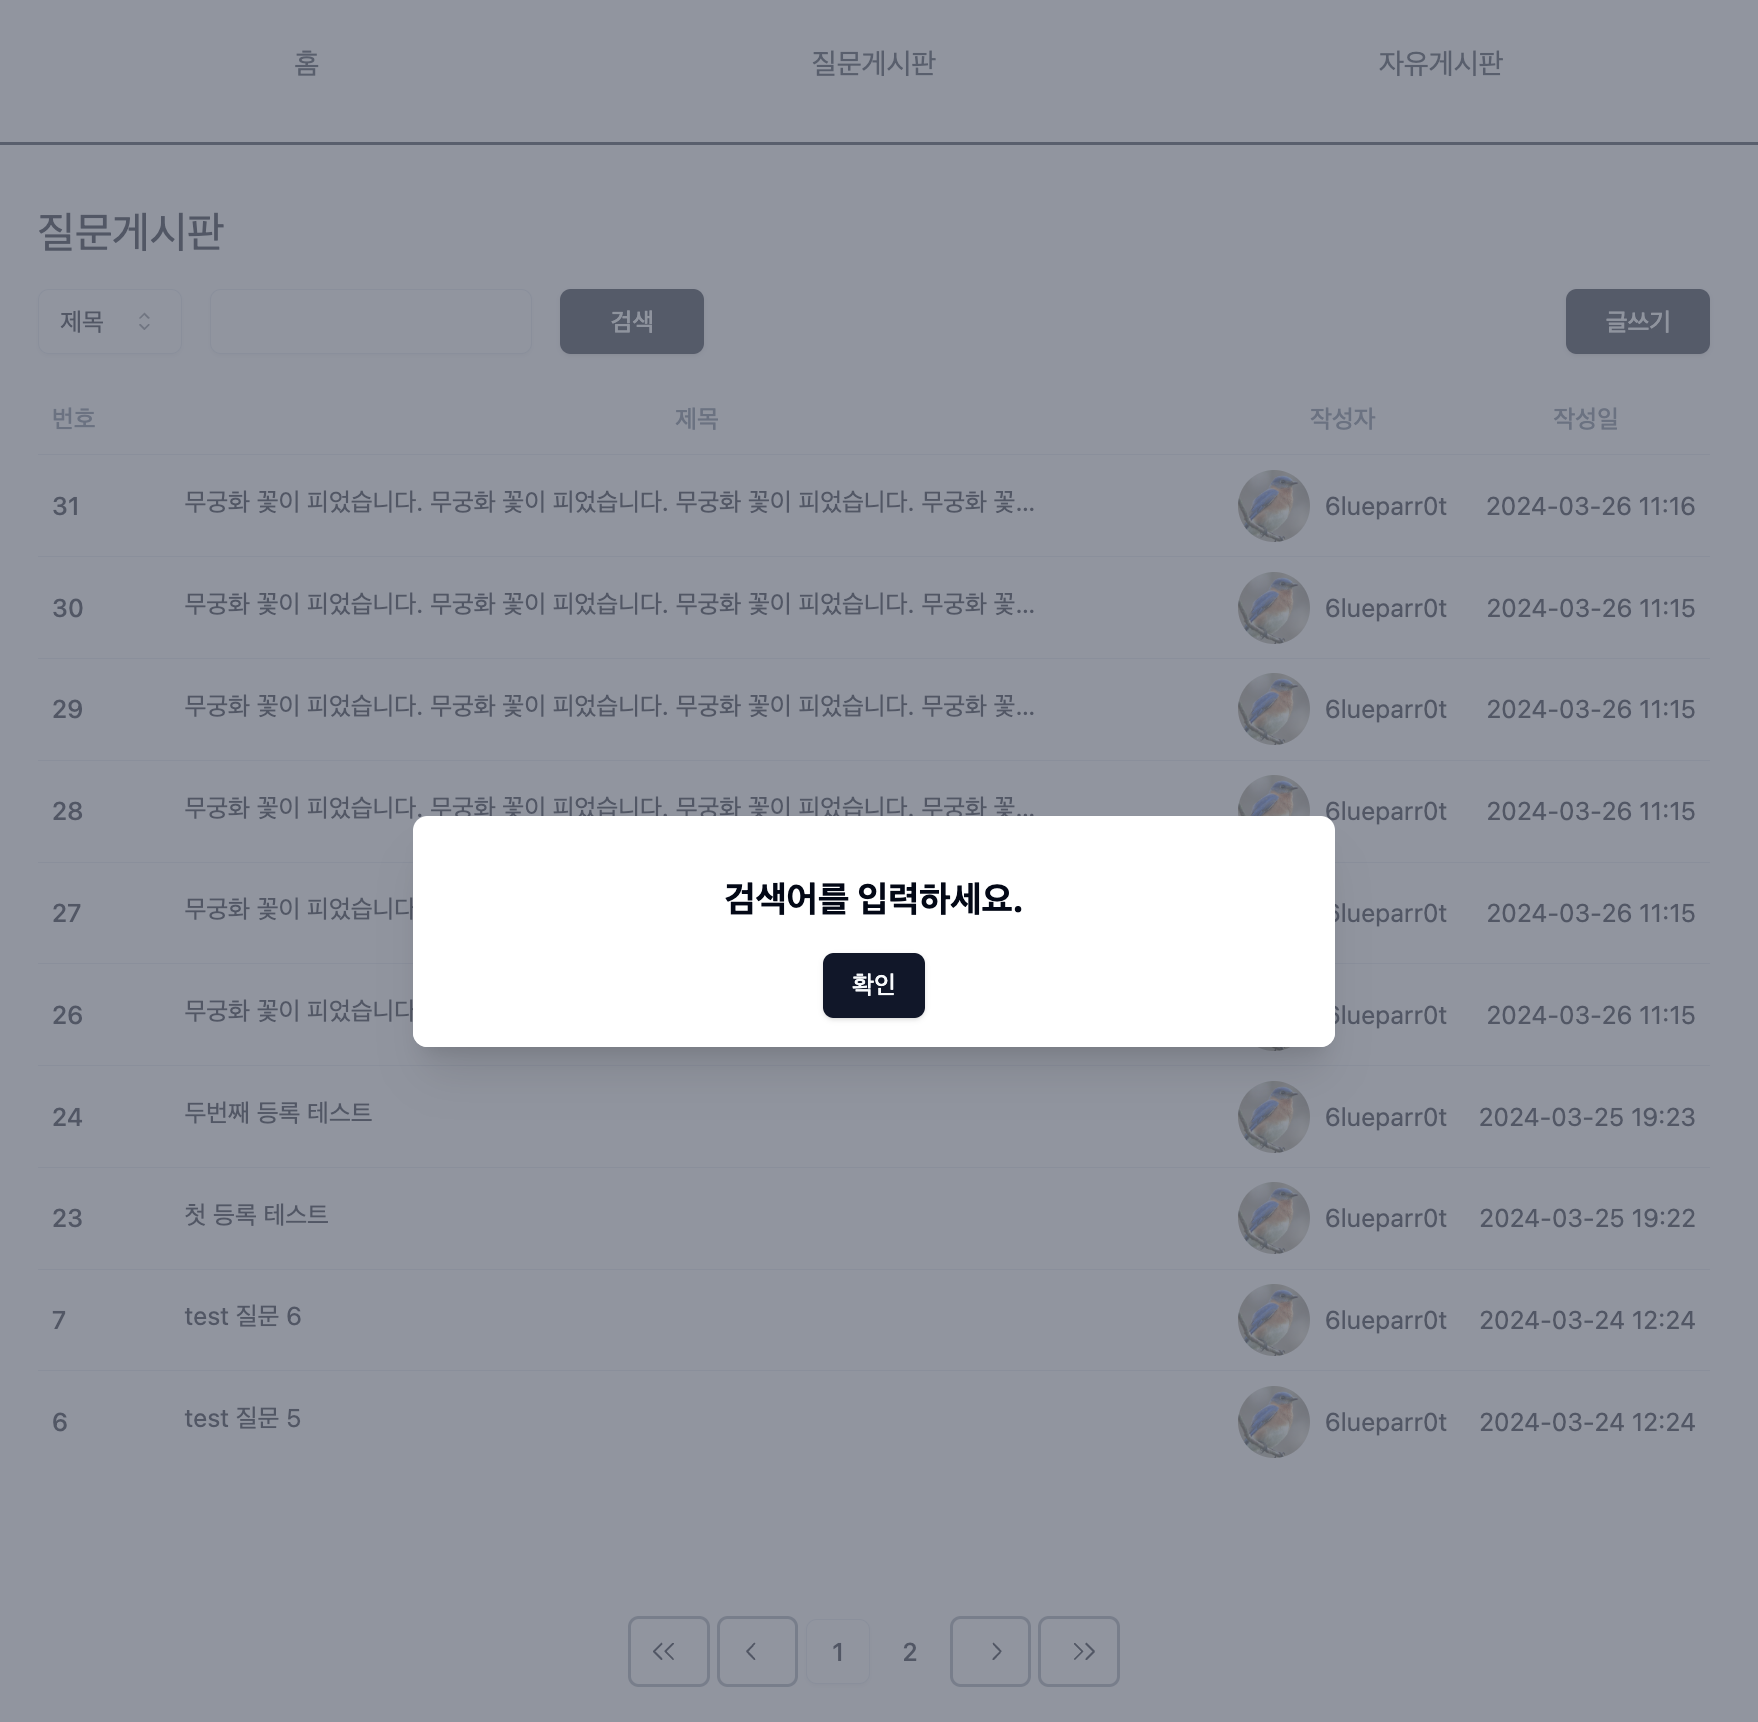 홈 질문게시판 자유게시판
질문게시판
제목 검색 글쓰기
번호 제목 작성자 작성일
31 무궁화 꽃이 피었습니다. 무궁화 꽃이 피었습니다. 무궁화 꽃이 피었습니다. 무궁화 꽃... 6lueparr0t 2024-03-26 11:16
30 무궁화 꽃이 피었습니다. 무궁화 꽃이 피었습니다. 무궁화 꽃이 피었습니다. 무궁화 꽃... 6lueparr0t 2024-03-26 11:15
29 무궁화 꽃이 피었습니다. 무궁화 꽃이 피었습니다. 무궁화 꽃이 피었습니다. 무궁화 꽃... 6lueparr0t 2024-03-26 11:15
28 무궁화 꽃이 피었습니다. 무궁화 꽃이 피었습니다. 무궁화 꽃이 피었습니다. 무궁화 꽃... 6lueparr0t 2024-03-26 11:15
검색어를 입력하세요.
27 무궁화 꽃이 피었습니다 6lueparr0t 2024-03-26 11:15
확인
26 무궁화 꽃이 피었습니다 6lueparr0t 2024-03-26 11:15
24 두번째 등록 테스트 6lueparr0t 2024-03-25 19:23
23 첫 등록 테스트 6lueparr0t 2024-03-25 19:22
7 test 질문 6 6lueparr0t 2024-03-24 12:24
6 test 질문 5 6lueparr0t 2024-03-24 12:24
1 2